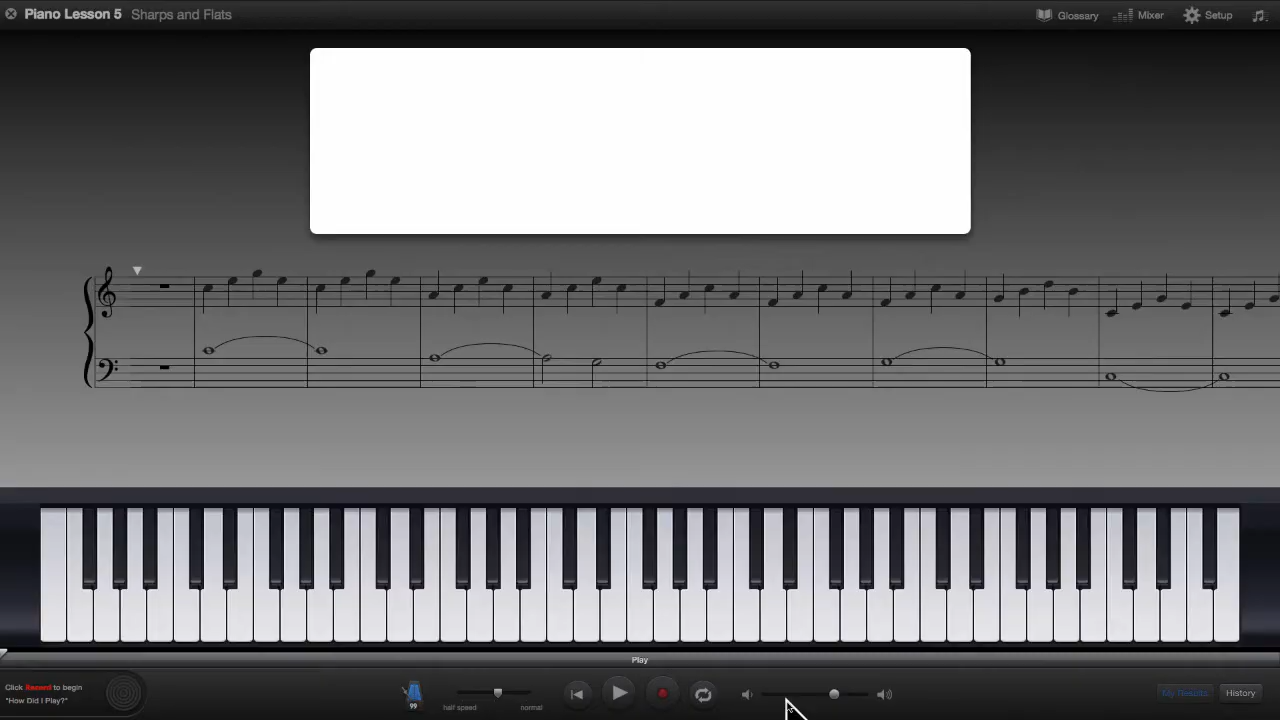 Piano Lesson 5 Sharps and Flats
Glossary Mixer Setup
Play
Click Record to begin
"How Did I Play?"
99
half speed normal
My Results History